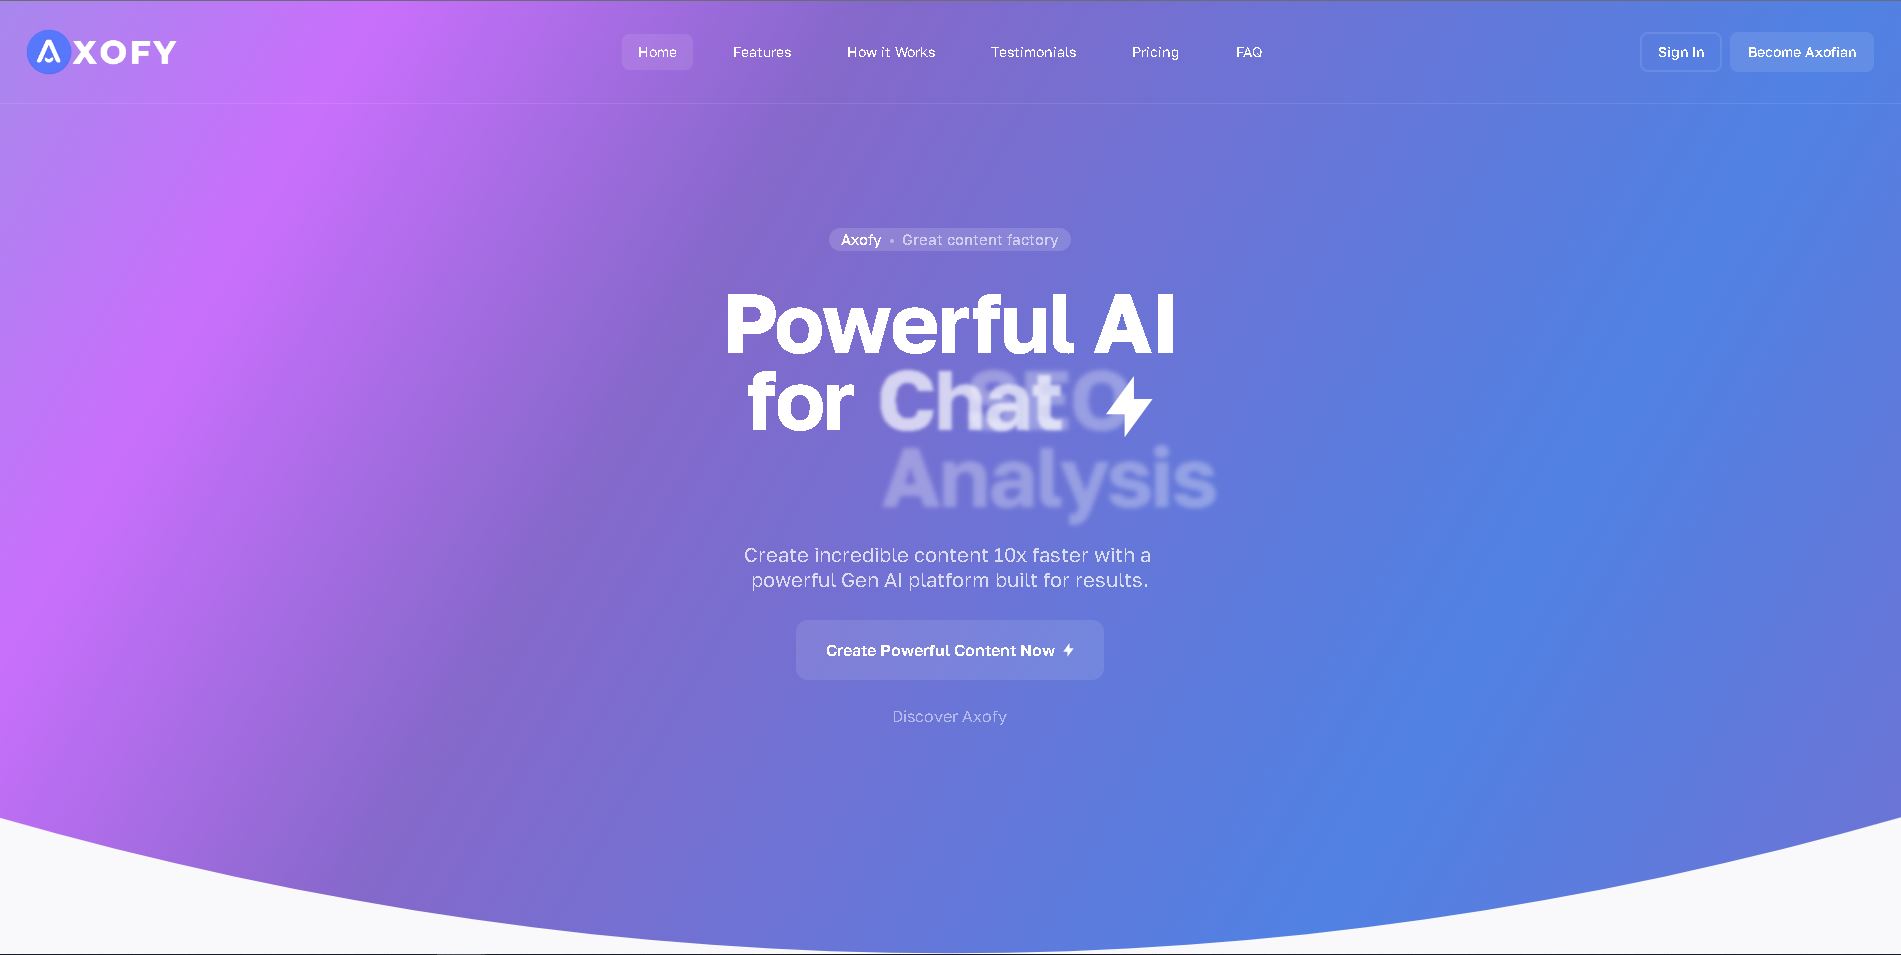 AXOFY
Home
Features
How it Works
Testimonials
Pricing
FAQ
Sign In
Become Axofian
Axofy • Great content factory
Powerful AI
for Chat
SEO
Analysis
Create incredible content 10x faster with a
powerful Gen AI platform built for results.
Create Powerful Content Now
Discover Axofy